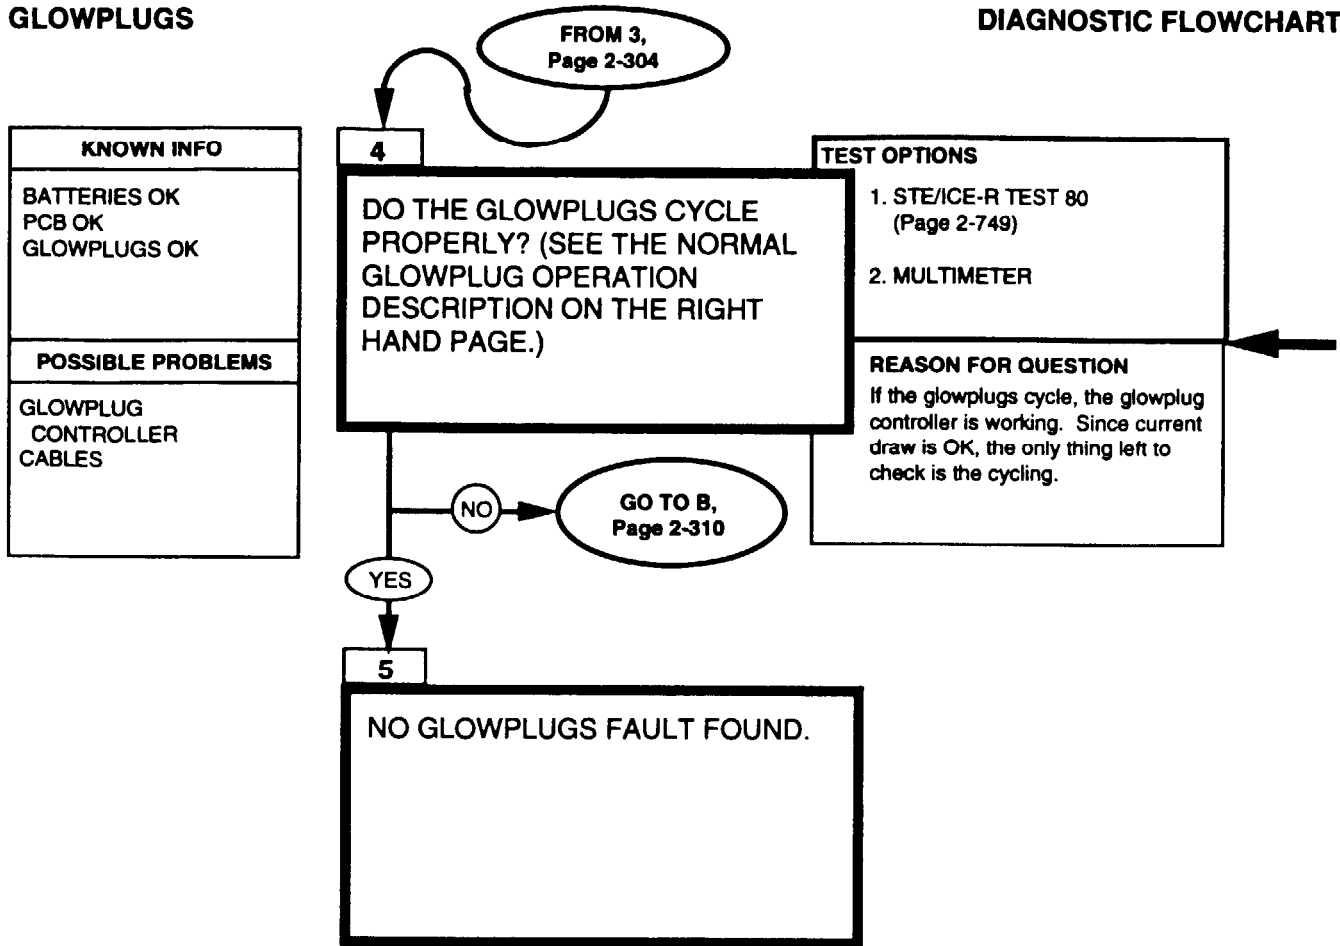 GLOWPLUGS
DIAGNOSTIC FLOWCHART
FROM 3,
Page 2-304
KNOWN INFO
BATTERIES OK
PCB OK
GLOWPLUGS OK
POSSIBLE PROBLEMS
GLOWPLUG
CONTROLLER
CABLES
4
DO THE GLOWPLUGS CYCLE
PROPERLY? (SEE THE NORMAL
GLOWPLUG OPERATION
DESCRIPTION ON THE RIGHT
HAND PAGE.)
TEST OPTIONS
1. STE/ICE-R TEST 80
(Page 2-749)
2. MULTIMETER
REASON FOR QUESTION
If the glowplugs cycle, the glowplug
controller is working. Since current
draw is OK, the only thing left to
check is the cycling.
NO
GO TO B,
Page 2-310
YES
5
NO GLOWPLUGS FAULT FOUND.